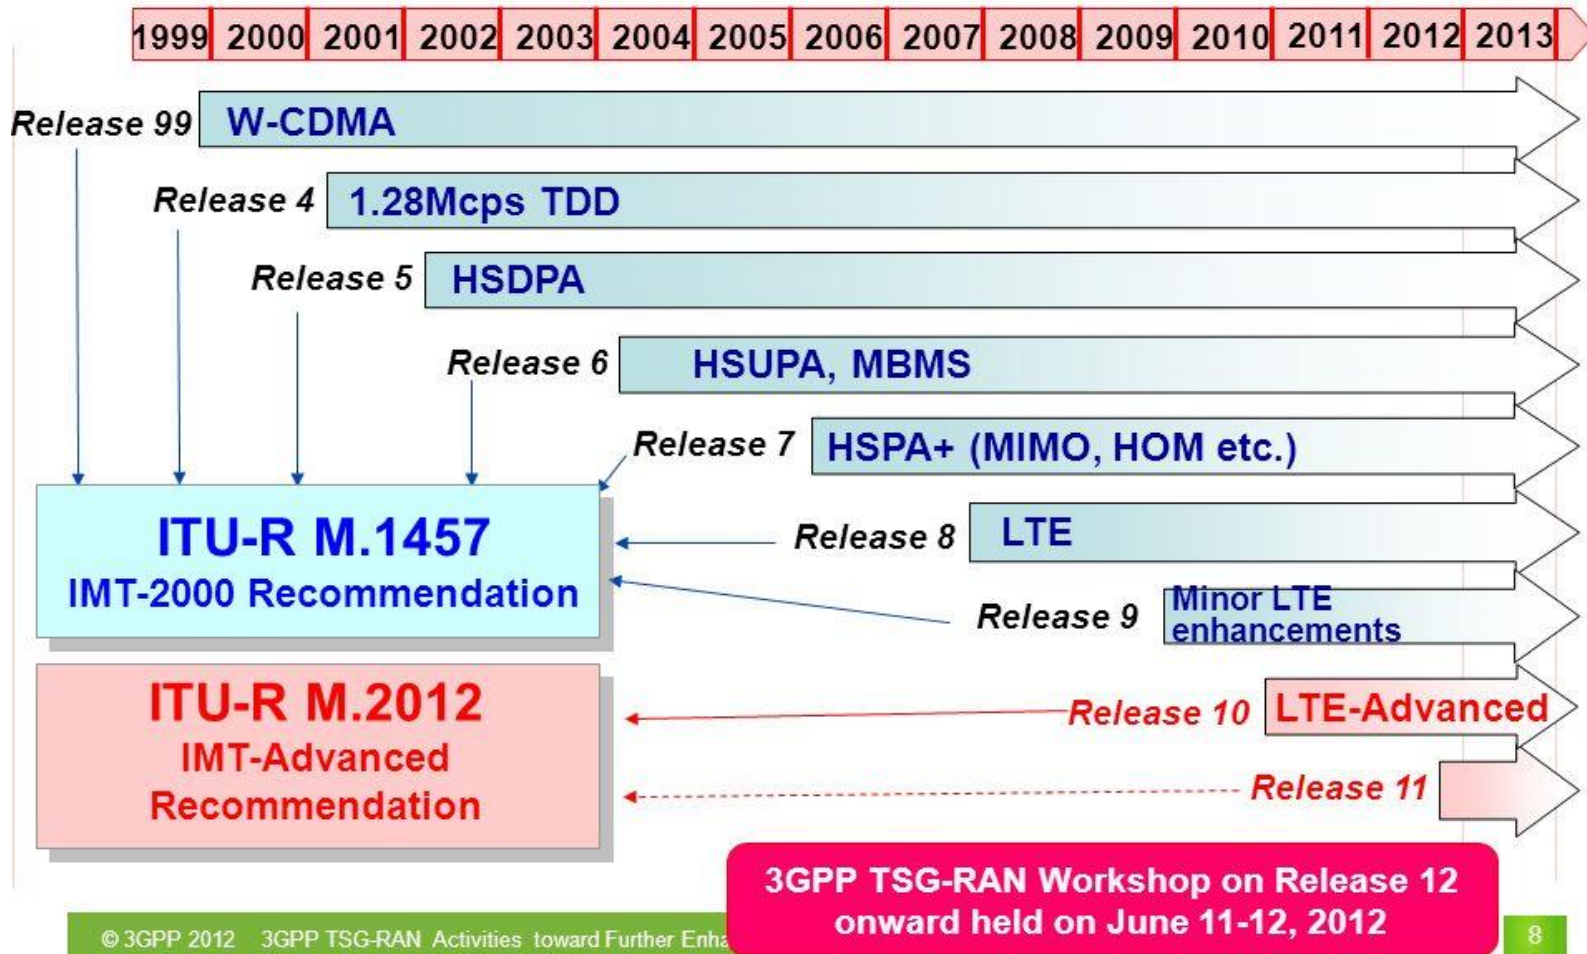 1999 2000 2001 2002 2003 2004 2005 2006 2007 2008 2009 2010 2011 2012 2013
Release 99 W-CDMA
Release 4 1.28Mcps TDD
Release 5 HSDPA
Release 6 HSUPA, MBMS
Release 7 HSPA+ (MIMO, HOM etc.)
ITU-R M.1457
IMT-2000 Recommendation
Release 8 LTE
Release 9 Minor LTE
enhancements
ITU-R M.2012
IMT-Advanced
Recommendation
Release 10 LTE-Advanced
Release 11
3GPP TSG-RAN Workshop on Release 12
onward held on June 11-12, 2012
© 3GPP 2012 3GPP TSG-RAN Activities toward Further
8